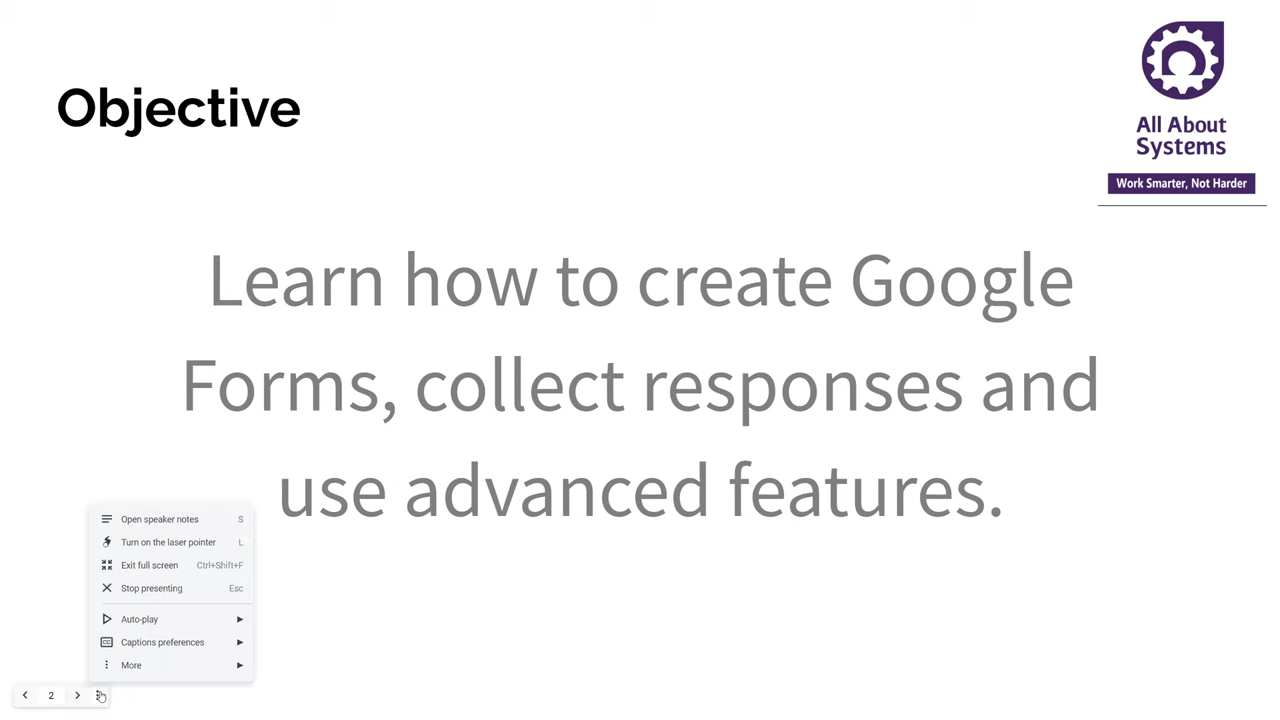 Objective
All About
Systems
Work Smarter, Not Harder
Learn how to create Google
Forms, collect responses and
use advanced features.
Open speaker notes S
Turn on the laser pointer L
Exit full screen Ctrl+Shift+F
Stop presenting Esc
Auto-play
CC Captions preferences
More
2